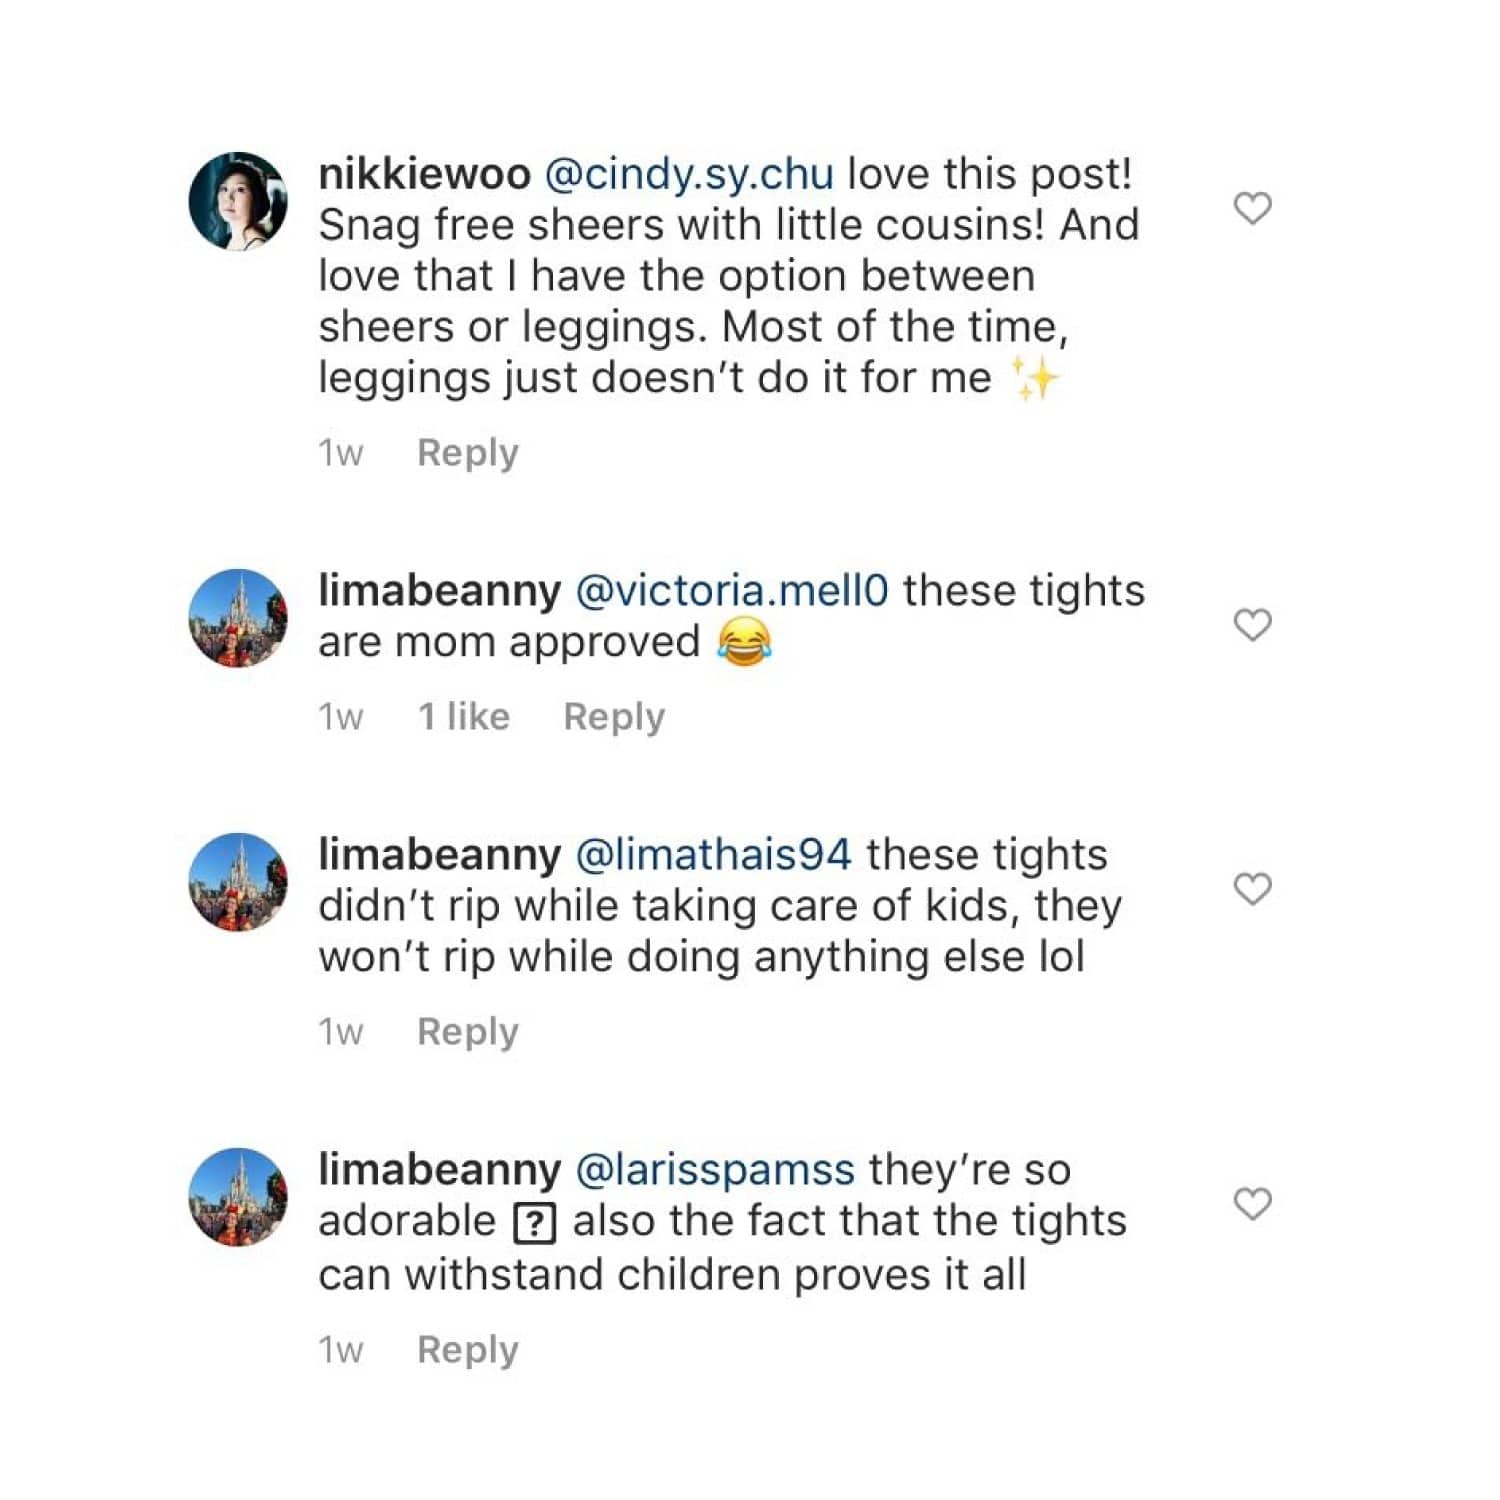 nikkiewoo @cindy.sy.chu love this post!
Snag free sheers with little cousins! And
love that I have the option between
sheers or leggings. Most of the time,
leggings just doesn’t do it for me ✨
1w Reply
limabeanny @victoria.mell0 these tights
are mom approved 😂
1w 1 like Reply
limabeanny @limathais94 these tights
didn’t rip while taking care of kids, they
won’t rip while doing anything else lol
1w Reply
limabeanny @larisspamss they’re so
adorable ⍰ also the fact that the tights
can withstand children proves it all
1w Reply